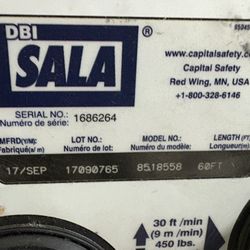 DBI
SALA®
www.capitalsafety.com
Capital Safety
Red Wing, MN, USA
+1-800-328-6146
SERIAL NO.: 1686264
Numéro de série:
MFRD(Y/M): LOT NO.: MODEL NO.: LENGTH (FT
Fabriqué(a/m) Numéro de lot: Numéro du modèle: Longueur(m)
17/SEP 17090765 8518558 60FT
30 ft/min
(9 m/min)
450 lbs.